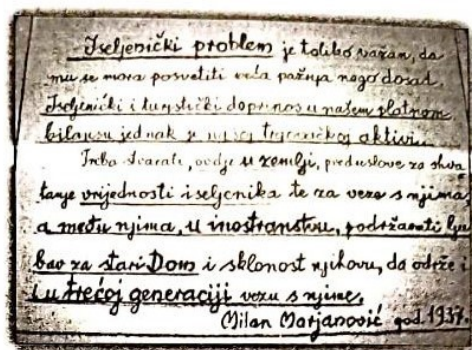 Iseljenički problem je toliko važan, da
mu se mora posvetiti veća pažnja nego dosad.
Iseljenički i turistički doprinos u našem platnom
bilansu jednak je našoj trgovačkoj aktivi.
Treba stvarati, ovdje u zemlji, preduslove za shva
tanje vrijednosti iseljenika te za veze s njima
a među njima, u inostranstvu, podržavati lju
bav za stari Dom i sklonost njihovu, da održe i
i u trećoj generaciji vezu s njime.
Milan Marjanović god. 1937.